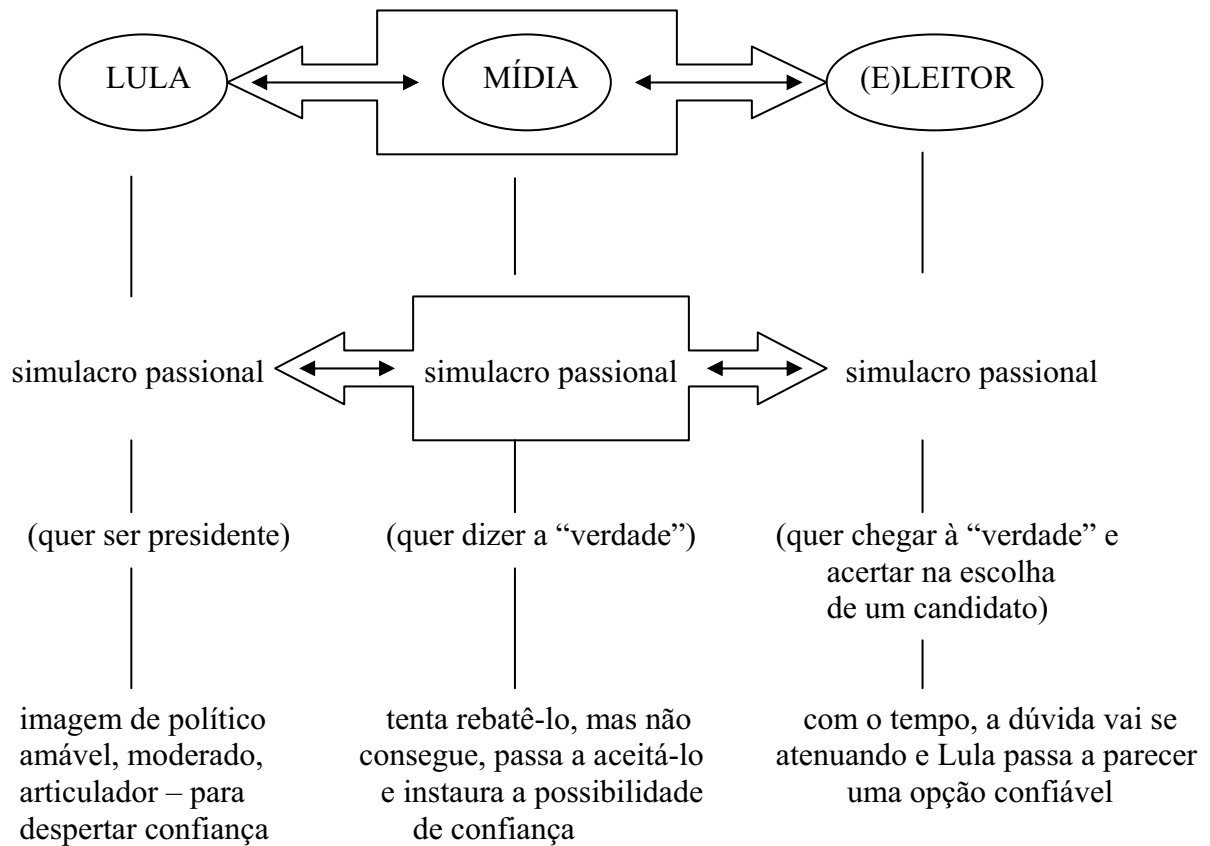 LULA
MÍDIA
(E)LEITOR
simulacro passional
simulacro passional
simulacro passional
(quer ser presidente)
(quer dizer a “verdade”)
(quer chegar à “verdade” e
acertar na escolha
de um candidato)
imagem de político
amável, moderado,
articulador – para
despertar confiança
tenta rebatê-lo, mas não
consegue, passa a aceitá-lo
e instaura a possibilidade
de confiança
com o tempo, a dúvida vai se
atenuando e Lula passa a parecer
uma opção confiável